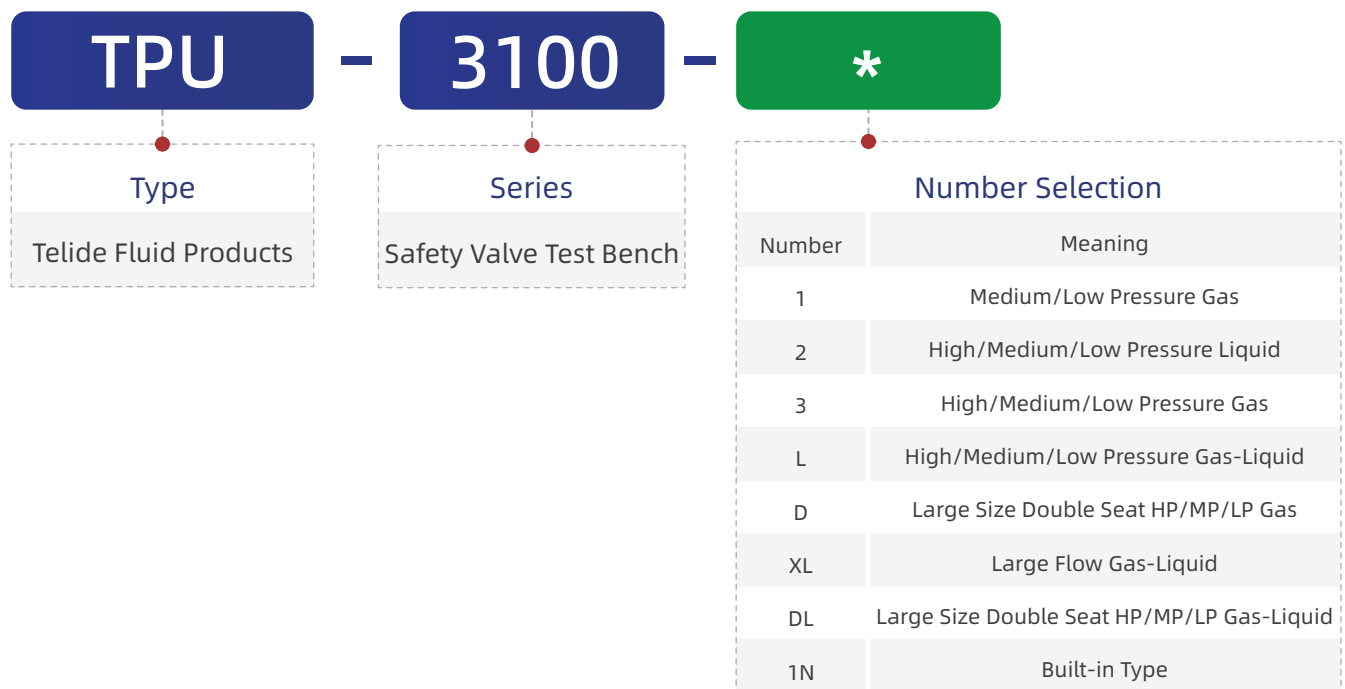 TPU - 3100 - *
Type
Telide Fluid Products
Series
Safety Valve Test Bench
Number Selection
Number Meaning
1 Medium/Low Pressure Gas
2 High/Medium/Low Pressure Liquid
3 High/Medium/Low Pressure Gas
L High/Medium/Low Pressure Gas-Liquid
D Large Size Double Seat HP/MP/LP Gas
XL Large Flow Gas-Liquid
DL Large Size Double Seat HP/MP/LP Gas-Liquid
1N Built-in Type